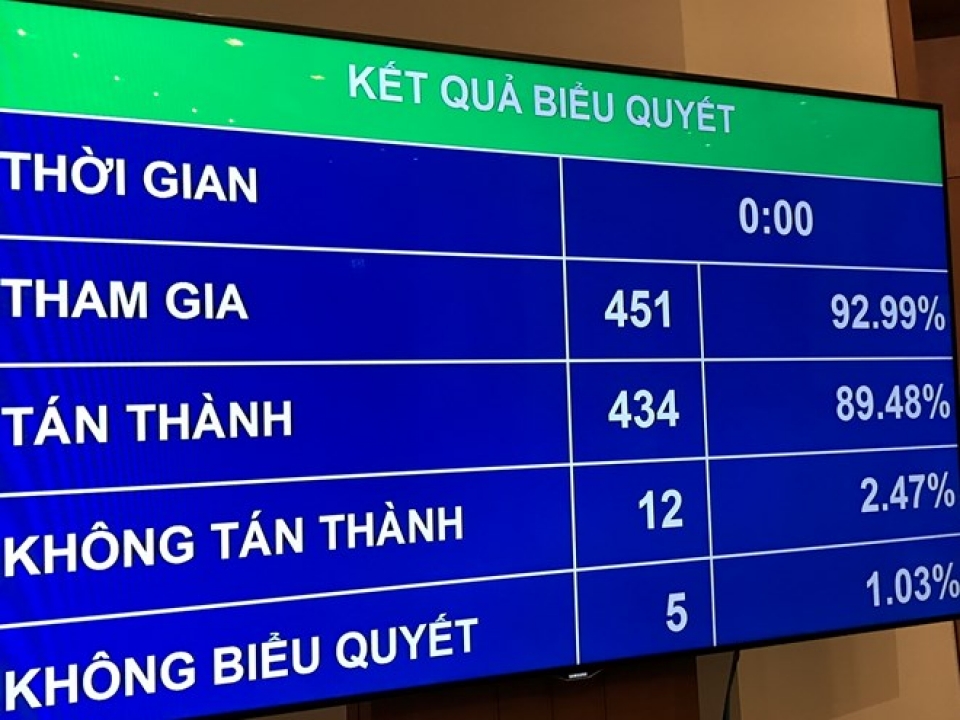 KẾT QUẢ BIỂU QUYẾT
THỜI GIAN 0:00
THAM GIA 451 92.99%
TÁN THÀNH 434 89.48%
KHÔNG TÁN THÀNH 12 2.47%
KHÔNG BIỂU QUYẾT 5 1.03%
SAMSUNG